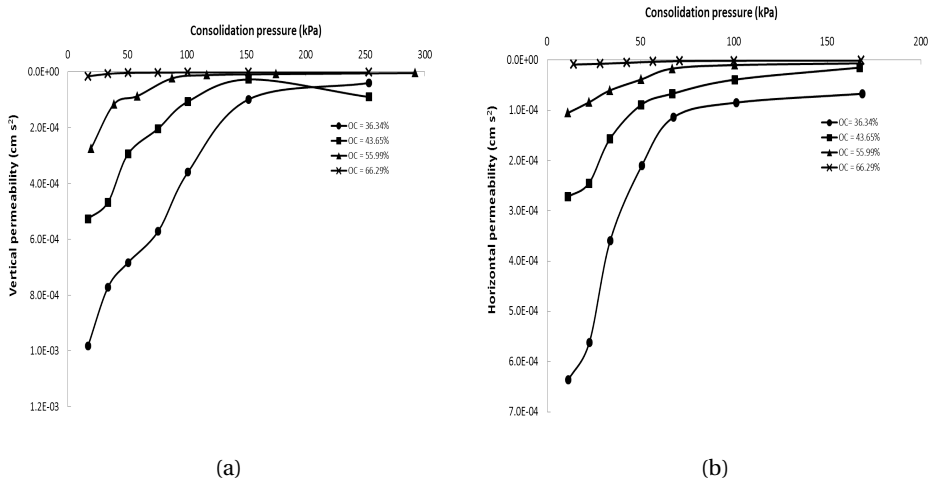 Consolidation pressure (kPa)
0 50 100 150 200 250 300
0.0E+00
2.0E-04
4.0E-04
6.0E-04
8.0E-04
1.0E-03
1.2E-03
Vertical permeability (cm s²)
OC = 36.34%
OC = 43.65%
OC = 55.99%
OC = 66.29%
(a)
Consolidation pressure (kPa)
0 50 100 150 200
0.0E+00
1.0E-04
2.0E-04
3.0E-04
4.0E-04
5.0E-04
6.0E-04
7.0E-04
Horizontal permeability (cm s²)
OC = 36.34%
OC = 43.65%
OC = 55.99%
OC = 66.29%
(b)